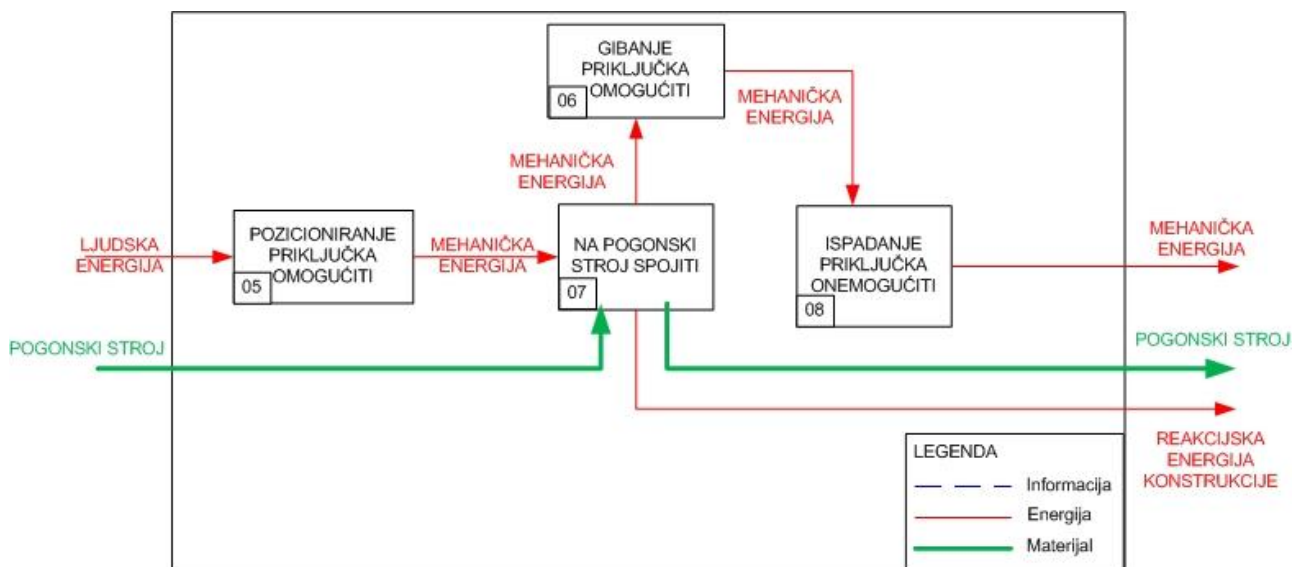 GIBANJE
PRIKLJUČKA
OMOGUĆITI
06
MEHANIČKA
ENERGIJA
MEHANIČKA
ENERGIJA
LJUDSKA
ENERGIJA
POZICIONIRANJE
PRIKLJUČKA
OMOGUĆITI
05
MEHANIČKA
ENERGIJA
NA POGONSKI
STROJ SPOJITI
07
ISPADANJE
PRIKLJUČKA
ONEMOGUĆITI
08
MEHANIČKA
ENERGIJA
POGONSKI STROJ
POGONSKI STROJ
REAKCIJSKA
ENERGIJA
KONSTRUKCIJE
LEGENDA
Informacija
Energija
Materijal